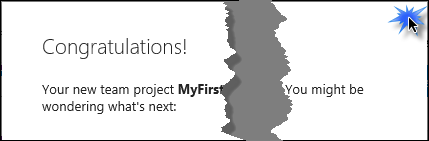 Congratulations!
Your new team project MyFirst You might be
wondering what's next: